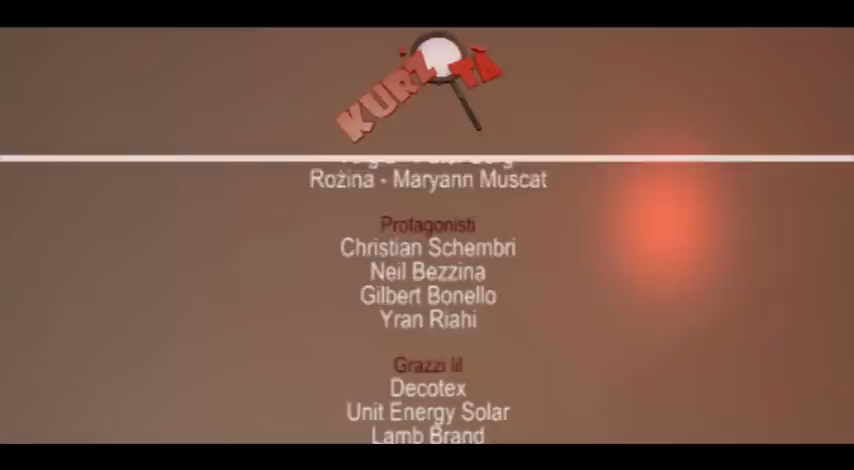 KURŻITÀ
Rożina - Maryann Muscat
Protagonisti
Christian Schembri
Neil Bezzina
Gilbert Bonello
Yran Riahi
Grazzi lil
Decotex
Unit Energy Solar
Lamb Brand